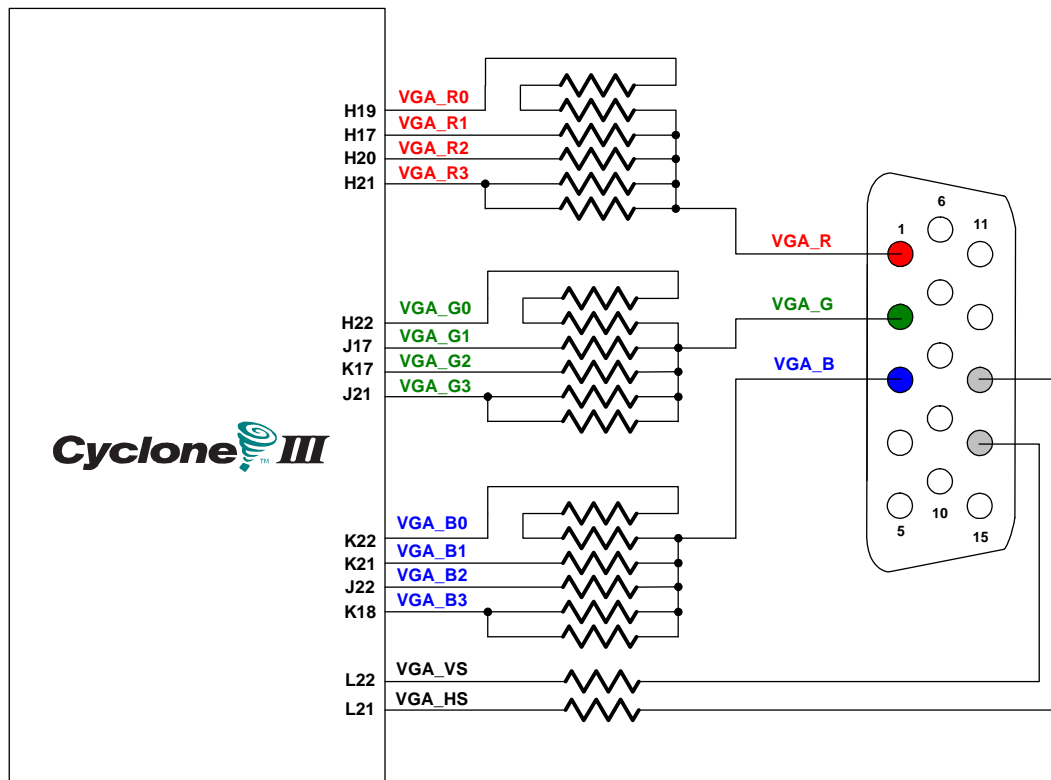 VGA_R0
H19
VGA_R1
H17
VGA_R2
H20
VGA_R3
H21
VGA_R
1
6
11
VGA_G0
H22
VGA_G1
J17
VGA_G2
K17
VGA_G3
J21
VGA_G
VGA_B
Cyclone™ III
VGA_B0
K22
VGA_B1
K21
VGA_B2
J22
VGA_B3
K18
5
10
15
VGA_VS
L22
VGA_HS
L21